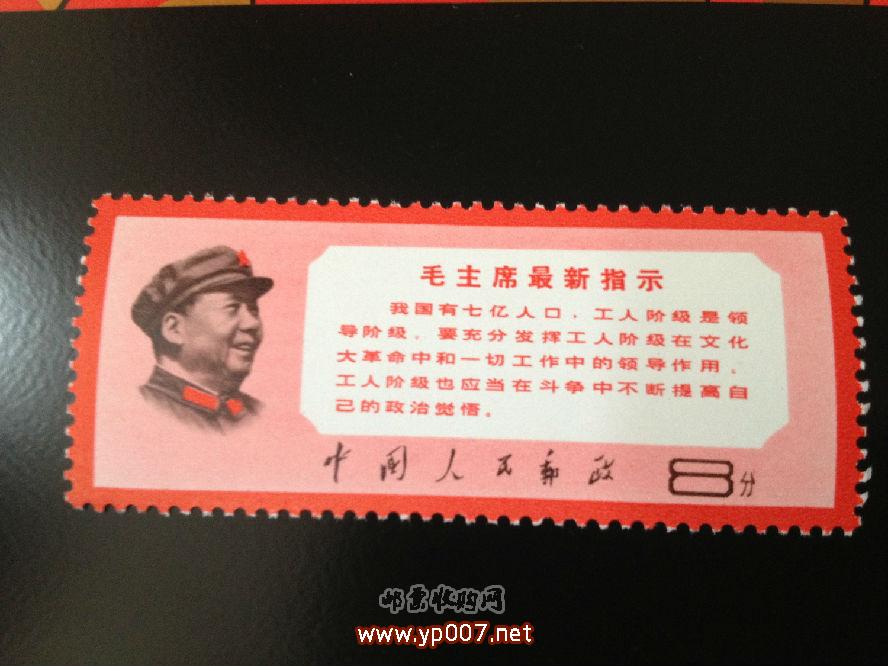 毛主席最新指示
我国有七亿人口，工人阶级是领
导阶级。要充分发挥工人阶级在文化
大革命中和一切工作中的领导作用。
工人阶级也应当在斗争中不断提高自
己的政治觉悟。
中国人民邮政 8分
邮票收购网
www.yp007.net